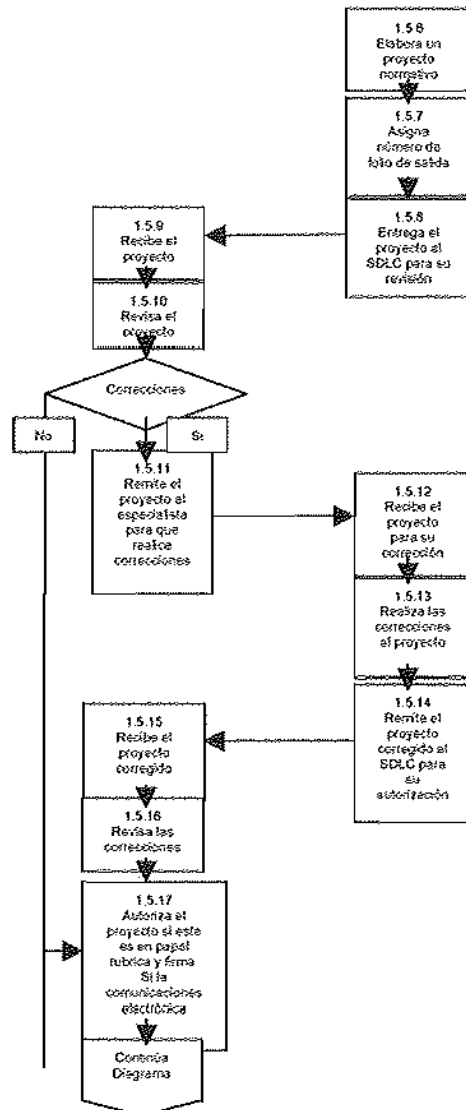 1.5.6
Elabora un
proyecto
normativo
1.5.7
Asigna
número de
folio de salida
1.5.8
Entrega el
proyecto al
SDLC para su
revisión
1.5.9
Recibe el
proyecto
1.5.10
Revisa el
proyecto
Correcciones
No
Si
1.5.11
Remite el
proyecto al
especialista
para que
realice
correcciones
1.5.12
Recibe el
proyecto
para su
corrección
1.5.13
Realiza las
correcciones
al proyecto
1.5.14
Remite el
proyecto
corregido al
SDLC para
su
autorización
1.5.15
Recibe el
proyecto
corregido
1.5.16
Revisa las
correcciones
1.5.17
Autoriza el
proyecto si este
es en papel
rubrica y firma
Si la
comunicaciones
electrónica
Continúa
Diagrama